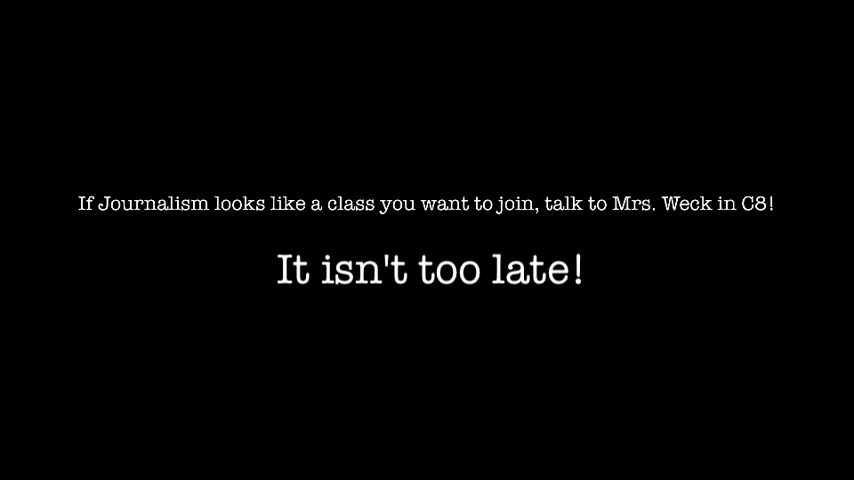 If Journalism looks like a class you want to join, talk to Mrs. Weck in C8!
It isn't too late!